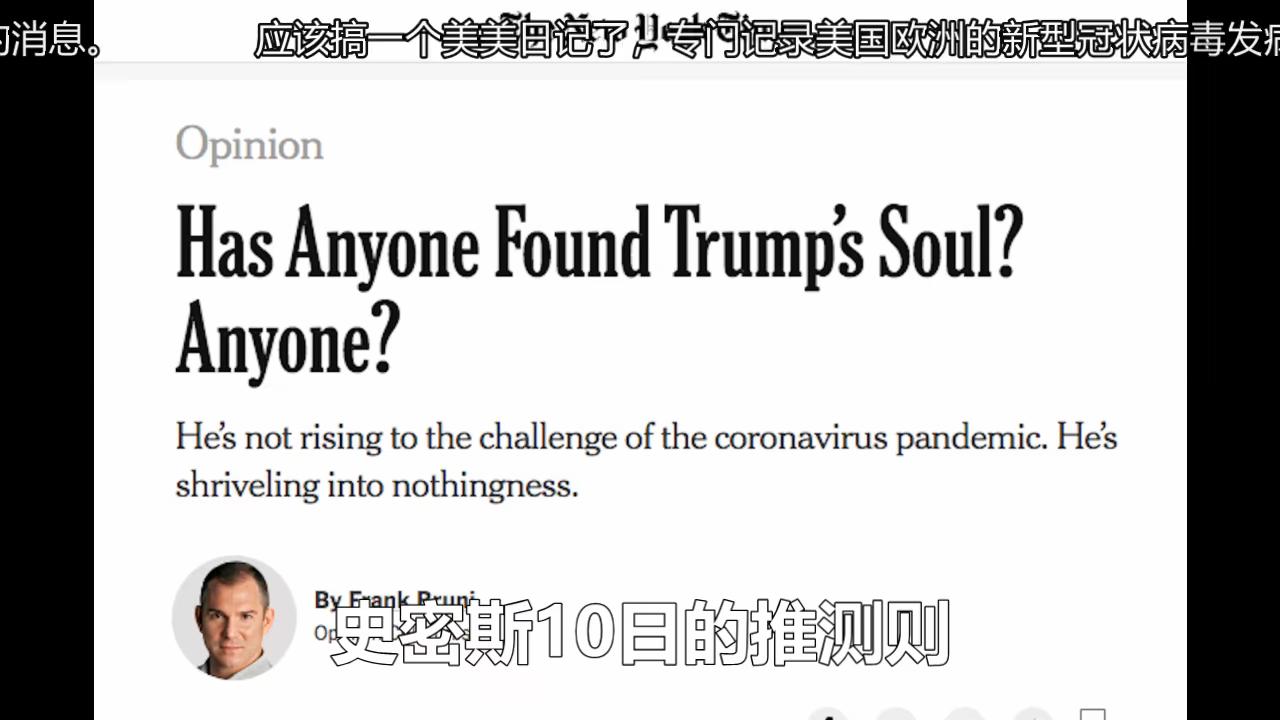 的消息。 应该搞一个美美日记了，专门记录美国欧洲的新型冠状病毒发病
Opinion
Has Anyone Found Trump's Soul?
Anyone?
He's not rising to the challenge of the coronavirus pandemic. He's
shriveling into nothingness.
By Frank Bruni
史密斯10日的推测则